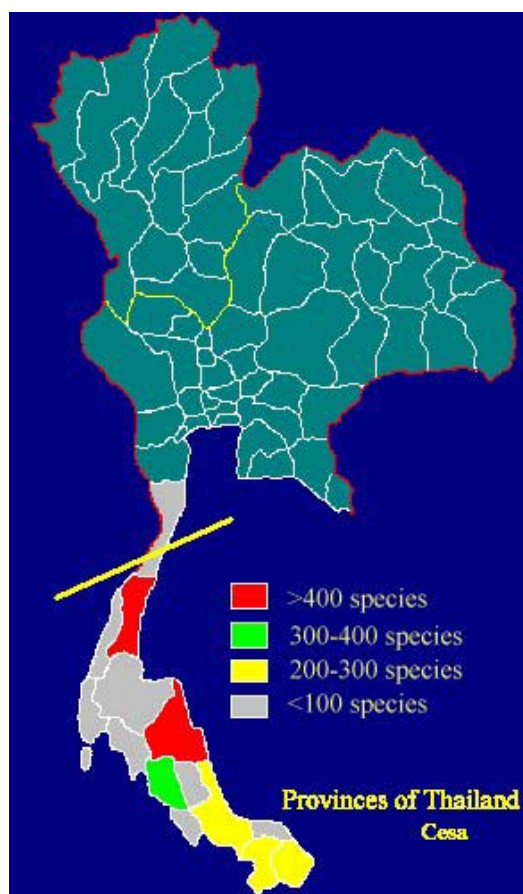 >400 species
300-400 species
200-300 species
<100 species
Provinces of Thailand
Cesa